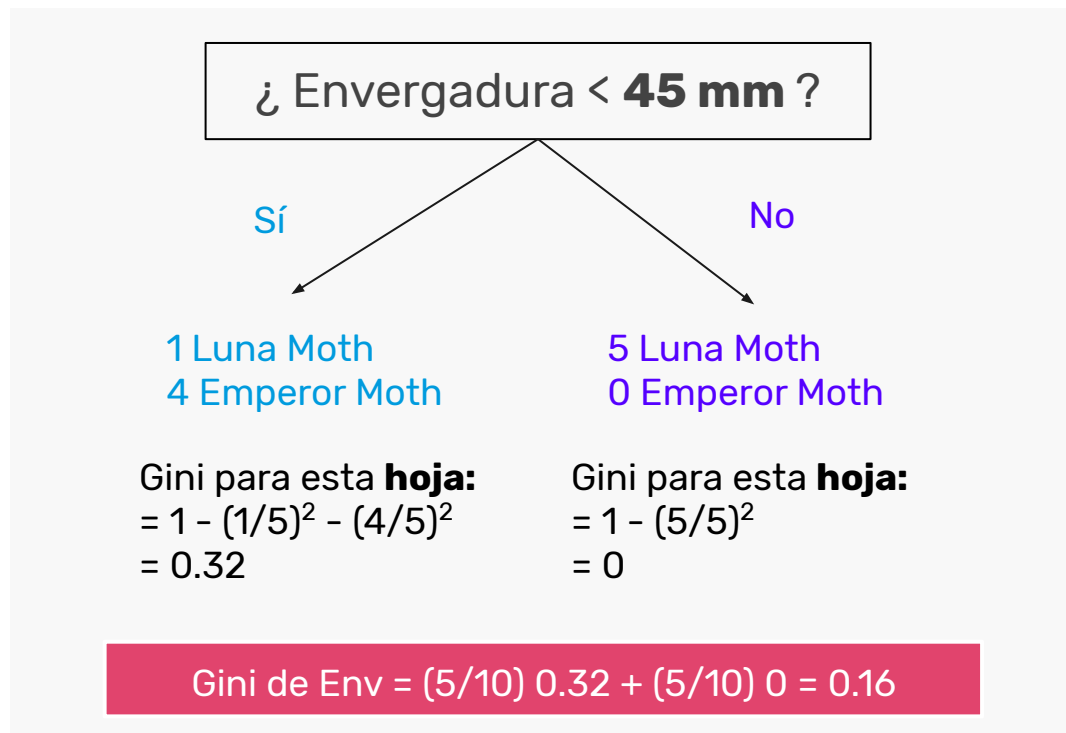 ¿ Envergadura < 45 mm ?
Sí
No
1 Luna Moth
4 Emperor Moth
5 Luna Moth
0 Emperor Moth
Gini para esta hoja:
= 1 - (1/5)² - (4/5)²
= 0.32
Gini para esta hoja:
= 1 - (5/5)²
= 0
Gini de Env = (5/10) 0.32 + (5/10) 0 = 0.16